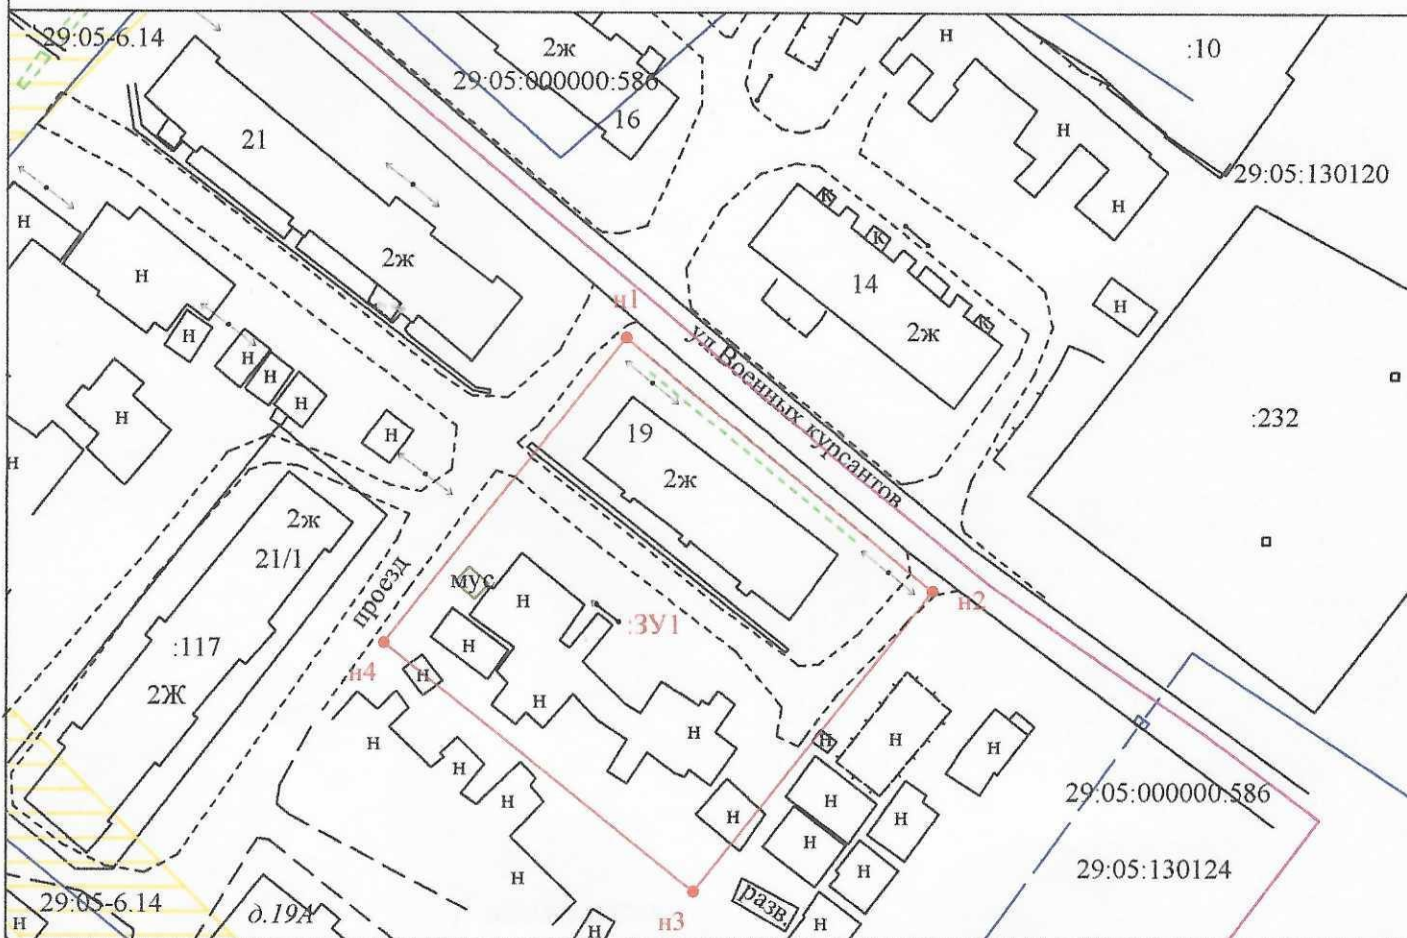 29:05-6.14
2ж
29:05:000000:586
16
н
:10
н
21
29:05:130120
н
н
2ж
к
к
к
14
2ж
н
н
н
н
н
н
н
н
н
н1
ул.Военных курсантов
:232
19
2ж
2ж
21/1
проезд
мус.
н
н
:ЗУ1
н2
:117
2Ж
н4
н
н
н
н
н
н
н
н
н
н
н
29:05:000000:586
н
н
н
н
29:05:130124
29:05-6.14
н
д.19А
н
н3
н
разв.
н